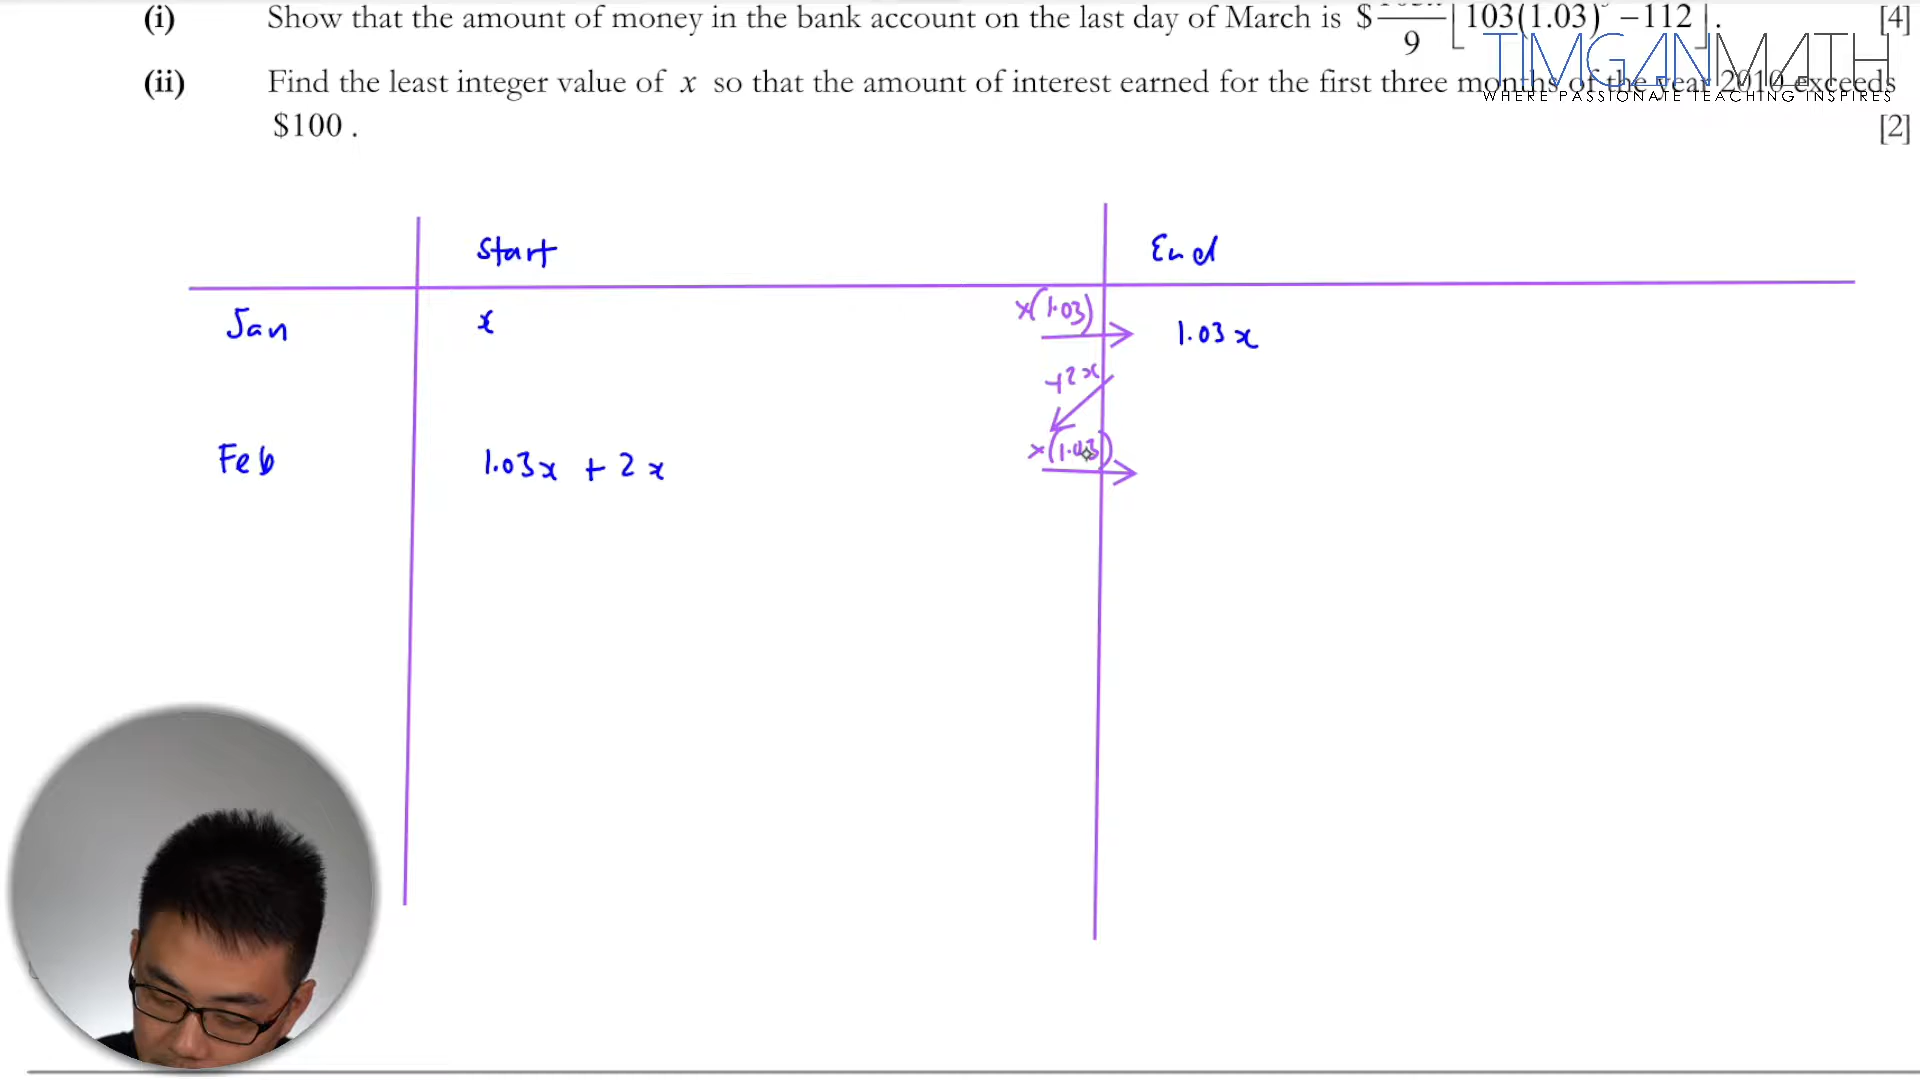 (i) Show that the amount of money in the bank account on the last day of March is $ 9 [103(1.03) −112]. [4]
(ii) Find the least integer value of x so that the amount of interest earned for the first three months of the year 2010 exceeds
$100 . [2]
TIMGANMATH
WHERE PASSIONATE TEACHING INSPIRES
Start End
Jan x ×(1.03) 1.03x
+2x
Feb 1.03x + 2x ×(1.03)